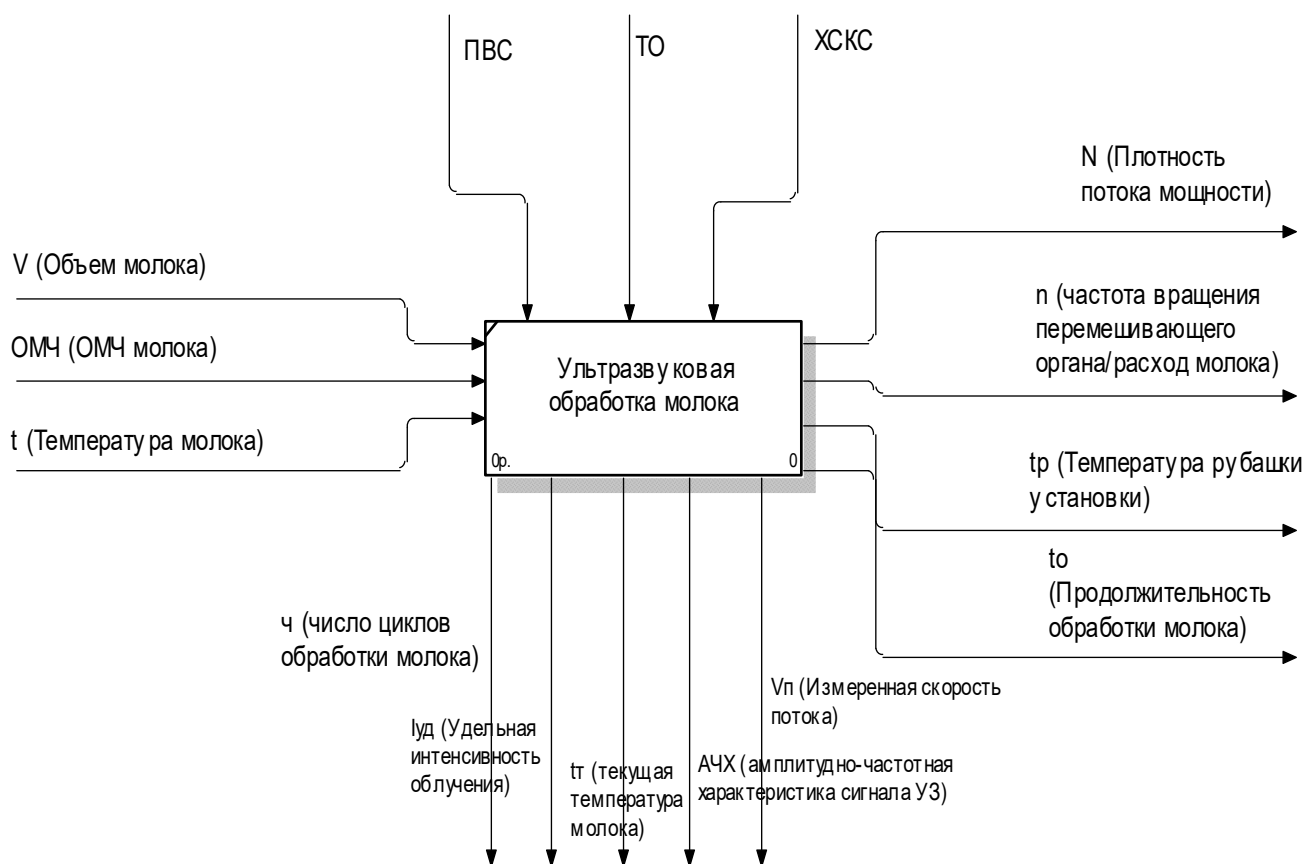 ПВС
ТО
ХСКС
N (Плотность
потока мощности)
V (Объем молока)
n (частота вращения
перемешивающего
органа/расход молока)
ОМЧ (ОМЧ молока)
Ультразвуковая
обработка молока
t (Температура молока)
0р.
0
tp (Температура рубашки
установки)
to
(Продолжительность
обработки молока)
ч (число циклов
обработки молока)
Vп (Измеренная скорость
потока)
Iуд (Удельная
интенсивность
облучения)
tт (текущая
температура
молока)
АЧХ (амплитудно-частотная
характеристика сигнала УЗ)